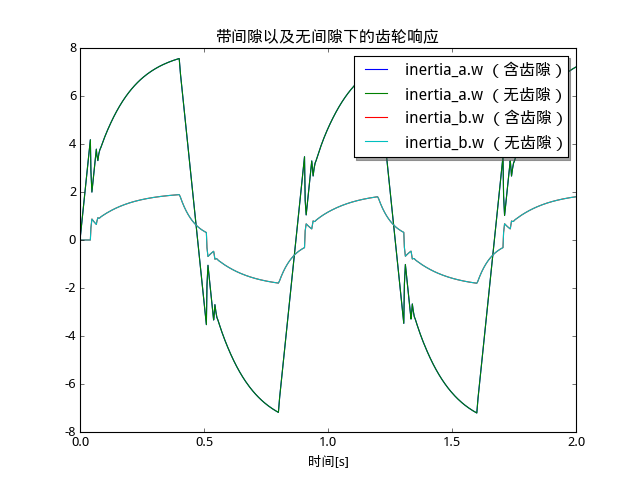 带间隙以及无间隙下的齿轮响应
8
6
4
2
0
-2
-4
-6
-8
inertia_a.w （含齿隙）
inertia_a.w （无齿隙）
inertia_b.w （含齿隙）
inertia_b.w （无齿隙）
0.0 0.5 1.0 1.5 2.0
时间[s]